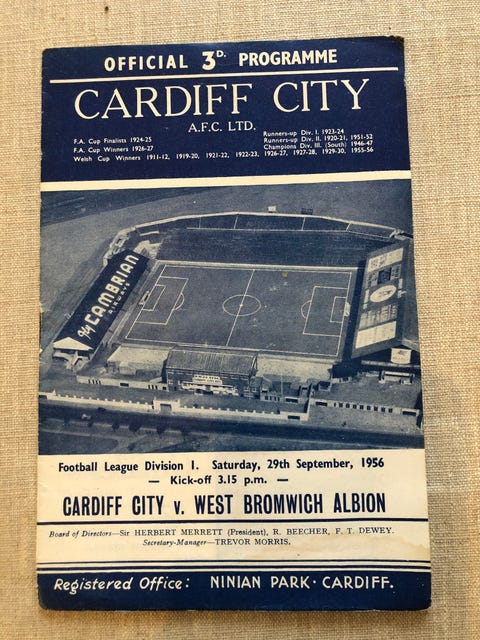 OFFICIAL 3D. PROGRAMME
CARDIFF CITY
A.F.C. LTD.
F.A. Cup Finalists 1924-25
F.A. Cup Winners 1926-27
Runners-up Div. I. 1923-24
Runners-up Div. II. 1920-21, 1951-52
Champions Div. III. (South) 1946-47
Welsh Cup Winners 1911-12, 1919-20, 1921-22, 1922-23, 1926-27, 1927-28, 1929-30, 1955-56
Fly CAMBRIAN
AIRWAYS
Football League Division I. Saturday, 29th September, 1956
— Kick-off 3.15 p.m. —
CARDIFF CITY v. WEST BROMWICH ALBION
Board of Directors—Sir HERBERT MERRETT (President), R. BEECHER, F. T. DEWEY.
Secretary-Manager—TREVOR MORRIS.
Registered Office: NINIAN PARK · CARDIFF.